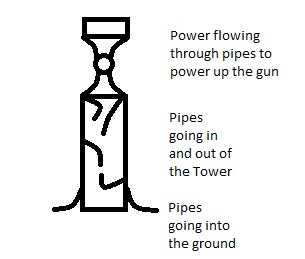 Power flowing
through pipes to
power up the gun
Pipes
going in
and out of
the Tower
Pipes
going into
the ground